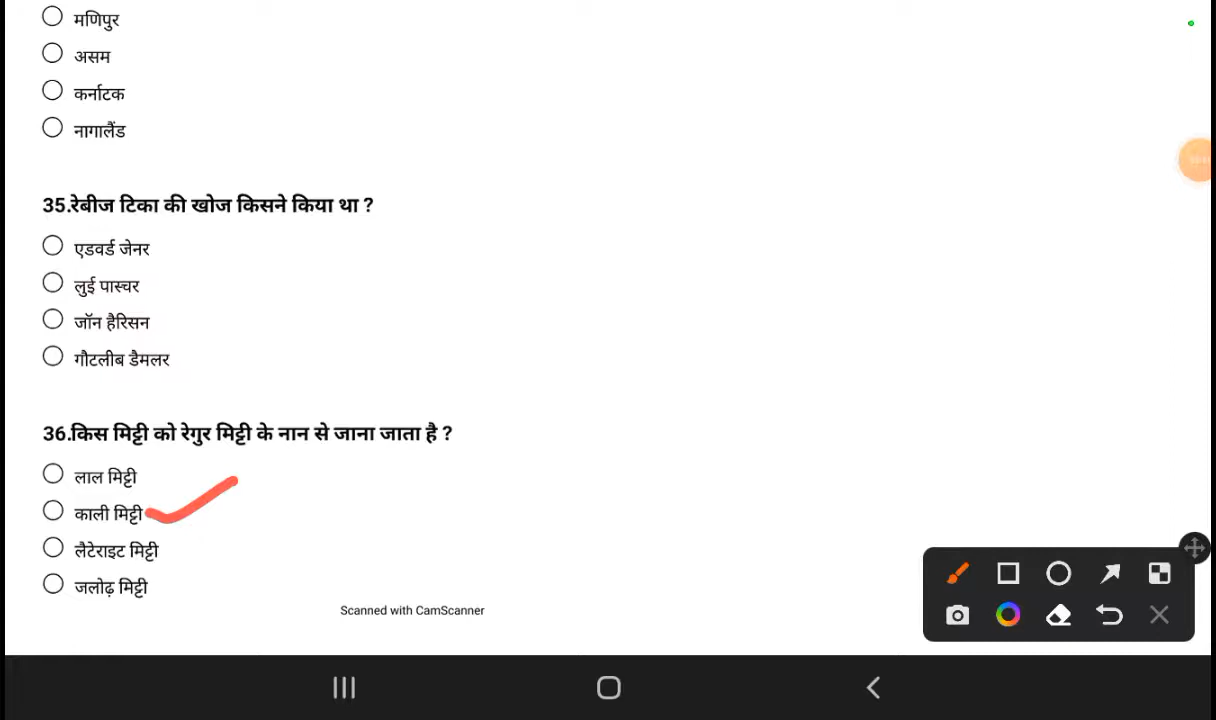 मणिपुर
असम
कर्नाटक
नागालैंड
35.रेबीज टिका की खोज किसने किया था ?
एडवर्ड जेनर
लुई पास्चर
जॉन हैरिसन
गौटलीब डैमलर
36.किस मिट्टी को रेगुर मिट्टी के नान से जाना जाता है ?
लाल मिट्टी
काली मिट्टी
लैटेराइट मिट्टी
जलोढ़ मिट्टी
Scanned with CamScanner